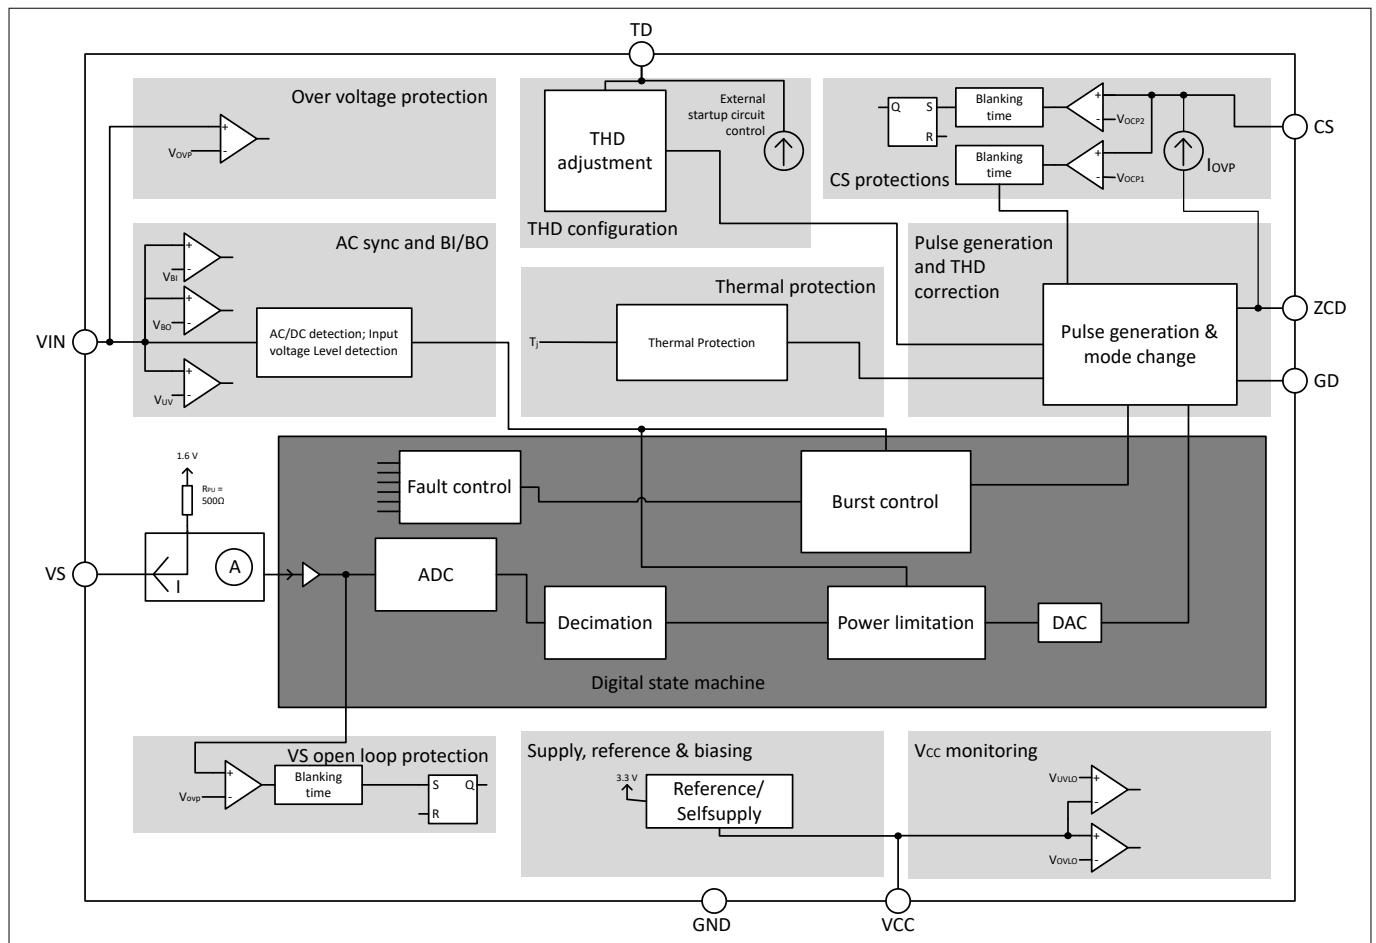 TD
Over voltage protection
+
VOVP
-
External
startup circuit
control
THD
adjustment
THD configuration
Q
S
R
Blanking
time
+
-
VOCP2
Blanking
time
+
-
VOCP1
IOVP
CS protections
CS
AC sync and BI/BO
+
VBI
-
+
VBO
-
+
VUV
-
AC/DC detection; Input
voltage Level detection
VIN
Thermal protection
Tj
Thermal Protection
Pulse generation
and THD
correction
Pulse generation &
mode change
ZCD
GD
1.6 V
RPU =
500Ω
VS
I
A
Fault control
Burst control
ADC
Decimation
Power limitation
DAC
Digital state machine
VS open loop protection
+
Vovp
-
Blanking
time
S
Q
R
Supply, reference & biasing
3.3 V
Reference/
Selfsupply
VCC monitoring
VUVLO
+
-
+
VOVLO
-
GND
VCC